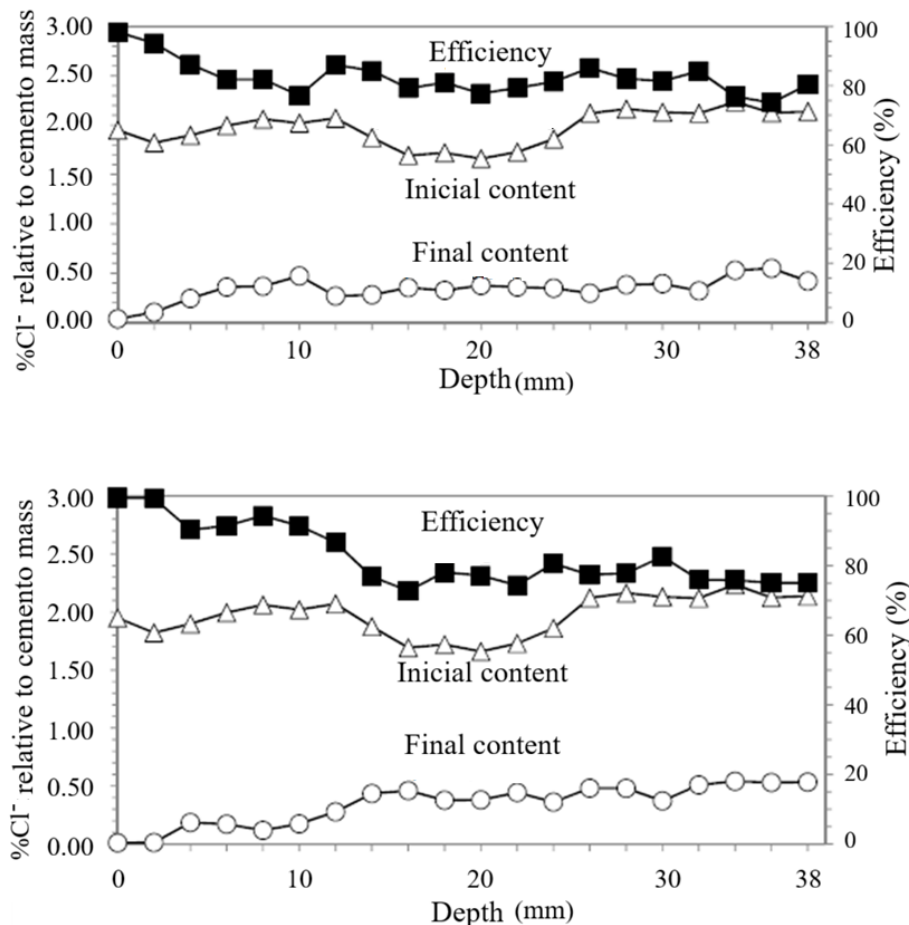 3.00
2.50
2.00
1.50
1.00
0.50
0.00
%Cl⁻ relative to cemento mass
Efficiency
Inicial content
Final content
100
80
60
40
20
0
Efficiency (%)
0 10 20 30 38
Depth (mm)
3.00
2.50
2.00
1.50
1.00
0.50
0.00
%Cl⁻ relative to cemento mass
Efficiency
Inicial content
Final content
100
80
60
40
20
0
Efficiency (%)
0 10 20 30 38
Depth (mm)